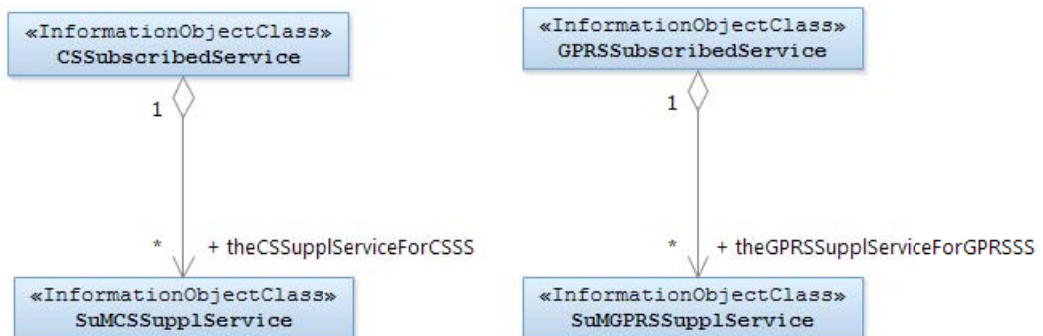 «InformationObjectClass»
CSSubscribedService
1
*
+ theCSSupplServiceForCSSS
«InformationObjectClass»
SuMCSSupplService
«InformationObjectClass»
GPRSSubscribedService
1
*
+ theGPRSSupplServiceForGPRSSS
«InformationObjectClass»
SuMGPRSSupplService